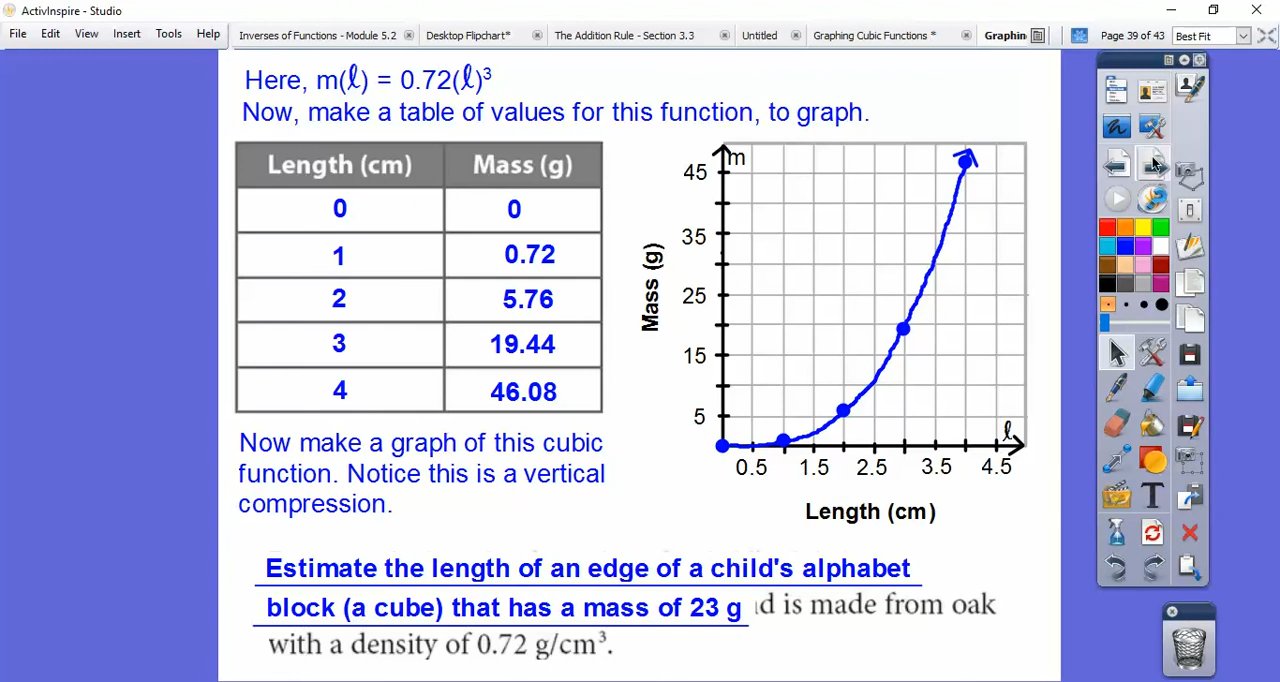 ActivInspire - Studio
File Edit View Insert Tools Help
Inverses of Functions - Module 5.2 Desktop Flipchart* The Addition Rule - Section 3.3 Untitled Graphing Cubic Functions * Graphin
Page 39 of 43 Best Fit
Here, m(ℓ) = 0.72(ℓ)³
Now, make a table of values for this function, to graph.
Length (cm) Mass (g)
0 0
1 0.72
2 5.76
3 19.44
4 46.08
Now make a graph of this cubic
function. Notice this is a vertical
compression.
m
45
35
25
15
5
Mass (g)
ℓ
0.5 1.5 2.5 3.5 4.5
Length (cm)
Estimate the length of an edge of a child's alphabet
block (a cube) that has a mass of 23 g is made from oak
with a density of 0.72 g/cm³.
T